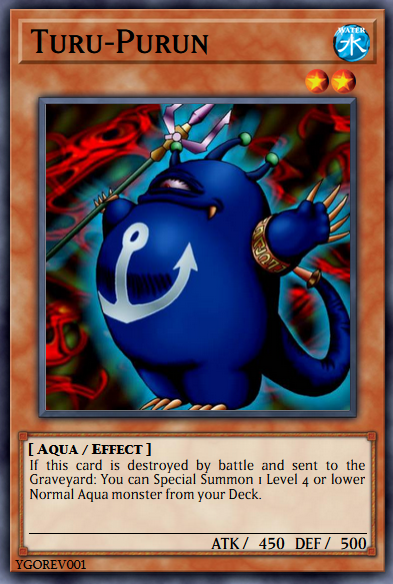 Turu-Purun
WATER
水
[ Aqua / Effect ]
If this card is destroyed by battle and sent to the
Graveyard: You can Special Summon 1 Level 4 or lower
Normal Aqua monster from your Deck.
ATK / 450 DEF / 500
YGOREV001